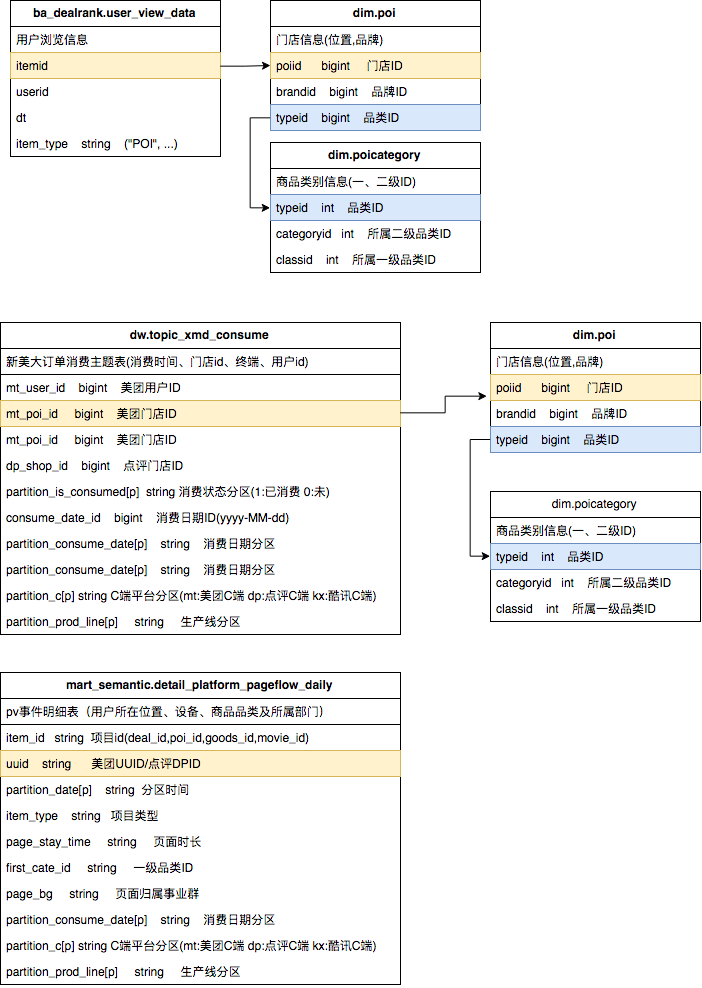 ba_dealrank.user_view_data
用户浏览信息
itemid
userid
dt
item_type string ("POI", ...)
dim.poi
门店信息(位置,品牌)
poiid bigint 门店ID
brandid bigint 品牌ID
typeid bigint 品类ID
dim.poicategory
商品类别信息(一、二级ID)
typeid int 品类ID
categoryid int 所属二级品类ID
classid int 所属一级品类ID
dw.topic_xmd_consume
新美大订单消费主题表(消费时间、门店id、终端、用户id)
mt_user_id bigint 美团用户ID
mt_poi_id bigint 美团门店ID
mt_poi_id bigint 美团门店ID
dp_shop_id bigint 点评门店ID
partition_is_consumed[p] string 消费状态分区(1:已消费 0:未)
consume_date_id bigint 消费日期ID(yyyy-MM-dd)
partition_consume_date[p] string 消费日期分区
partition_consume_date[p] string 消费日期分区
partition_c[p] string C端平台分区(mt:美团C端 dp:点评C端 kx:酷讯C端)
partition_prod_line[p] string 生产线分区
dim.poi
门店信息(位置,品牌)
poiid bigint 门店ID
brandid bigint 品牌ID
typeid bigint 品类ID
dim.poicategory
商品类别信息(一、二级ID)
typeid int 品类ID
categoryid int 所属二级品类ID
classid int 所属一级品类ID
mart_semantic.detail_platform_pageflow_daily
pv事件明细表（用户所在位置、设备、商品品类及所属部门）
item_id string 项目id(deal_id,poi_id,goods_id,movie_id)
uuid string 美团UUID/点评DPID
partition_date[p] string 分区时间
item_type string 项目类型
page_stay_time string 页面时长
first_cate_id string 一级品类ID
page_bg string 页面归属事业群
partition_consume_date[p] string 消费日期分区
partition_c[p] string C端平台分区(mt:美团C端 dp:点评C端 kx:酷讯C端)
partition_prod_line[p] string 生产线分区